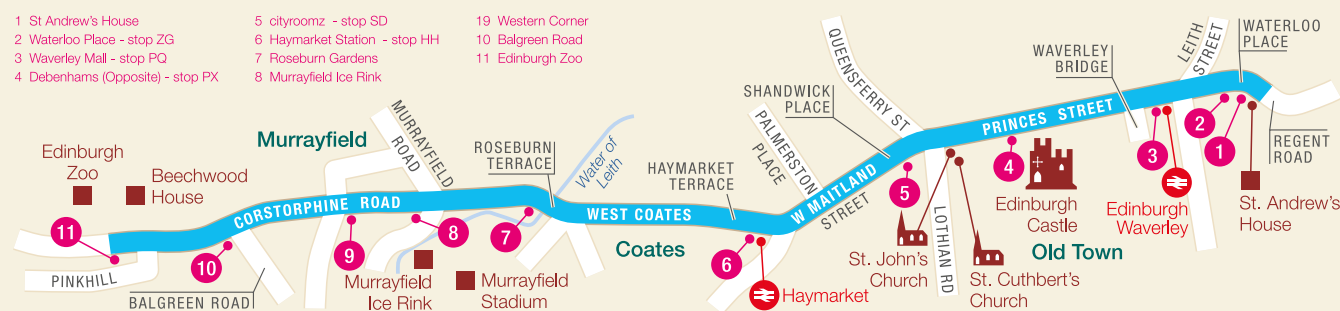 1 St Andrew's House
2 Waterloo Place - stop ZG
3 Waverley Mall - stop PQ
4 Debenhams (Opposite) - stop PX
5 cityroomz - stop SD
6 Haymarket Station - stop HH
7 Roseburn Gardens
8 Murrayfield Ice Rink
19 Western Corner
10 Balgreen Road
11 Edinburgh Zoo
Edinburgh
Zoo
Beechwood
House
Murrayfield
MURRAYFIELD
ROAD
ROSEBURN
TERRACE
Water of
Leith
HAYMARKET
TERRACE
PALMERSTON
PLACE
SHANDWICK
PLACE
QUEENSFERRY ST
WAVERLEY
BRIDGE
LEITH
STREET
WATERLOO
PLACE
REGENT
ROAD
CORSTORPHINE ROAD
WEST COATES
W MAITLAND
STREET
PRINCES STREET
11
10
9
8
7
6
5
4
3
2
1
PINKHILL
BALGREEN ROAD
Murrayfield
Ice Rink
Murrayfield
Stadium
Coates
Haymarket
St. John's
Church
LOTHIAN RD
St. Cuthbert's
Church
Edinburgh
Castle
Old Town
Edinburgh
Waverley
St. Andrew's
House